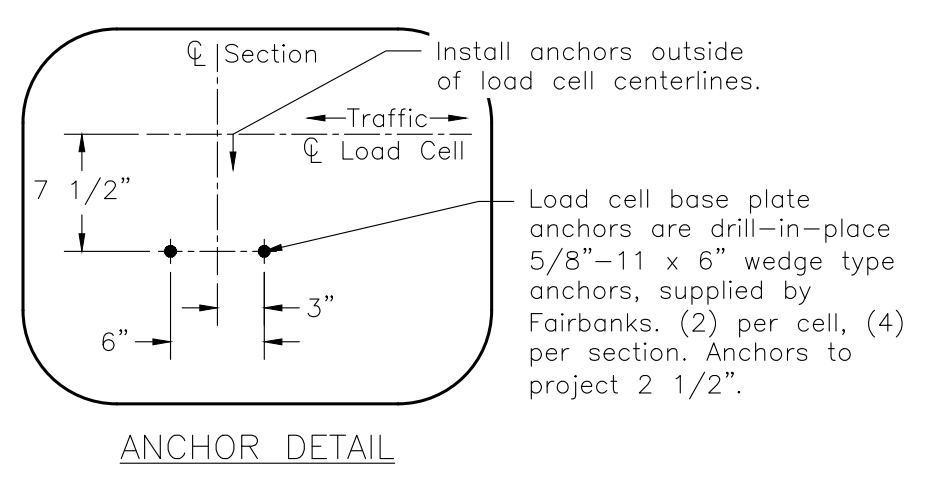 ℄ Section
Install anchors outside
of load cell centerlines.
Traffic
℄ Load Cell
7 1/2"
Load cell base plate
anchors are drill-in-place
5/8"-11 x 6" wedge type
anchors, supplied by
Fairbanks. (2) per cell, (4)
per section. Anchors to
project 2 1/2".
3"
6"
ANCHOR DETAIL